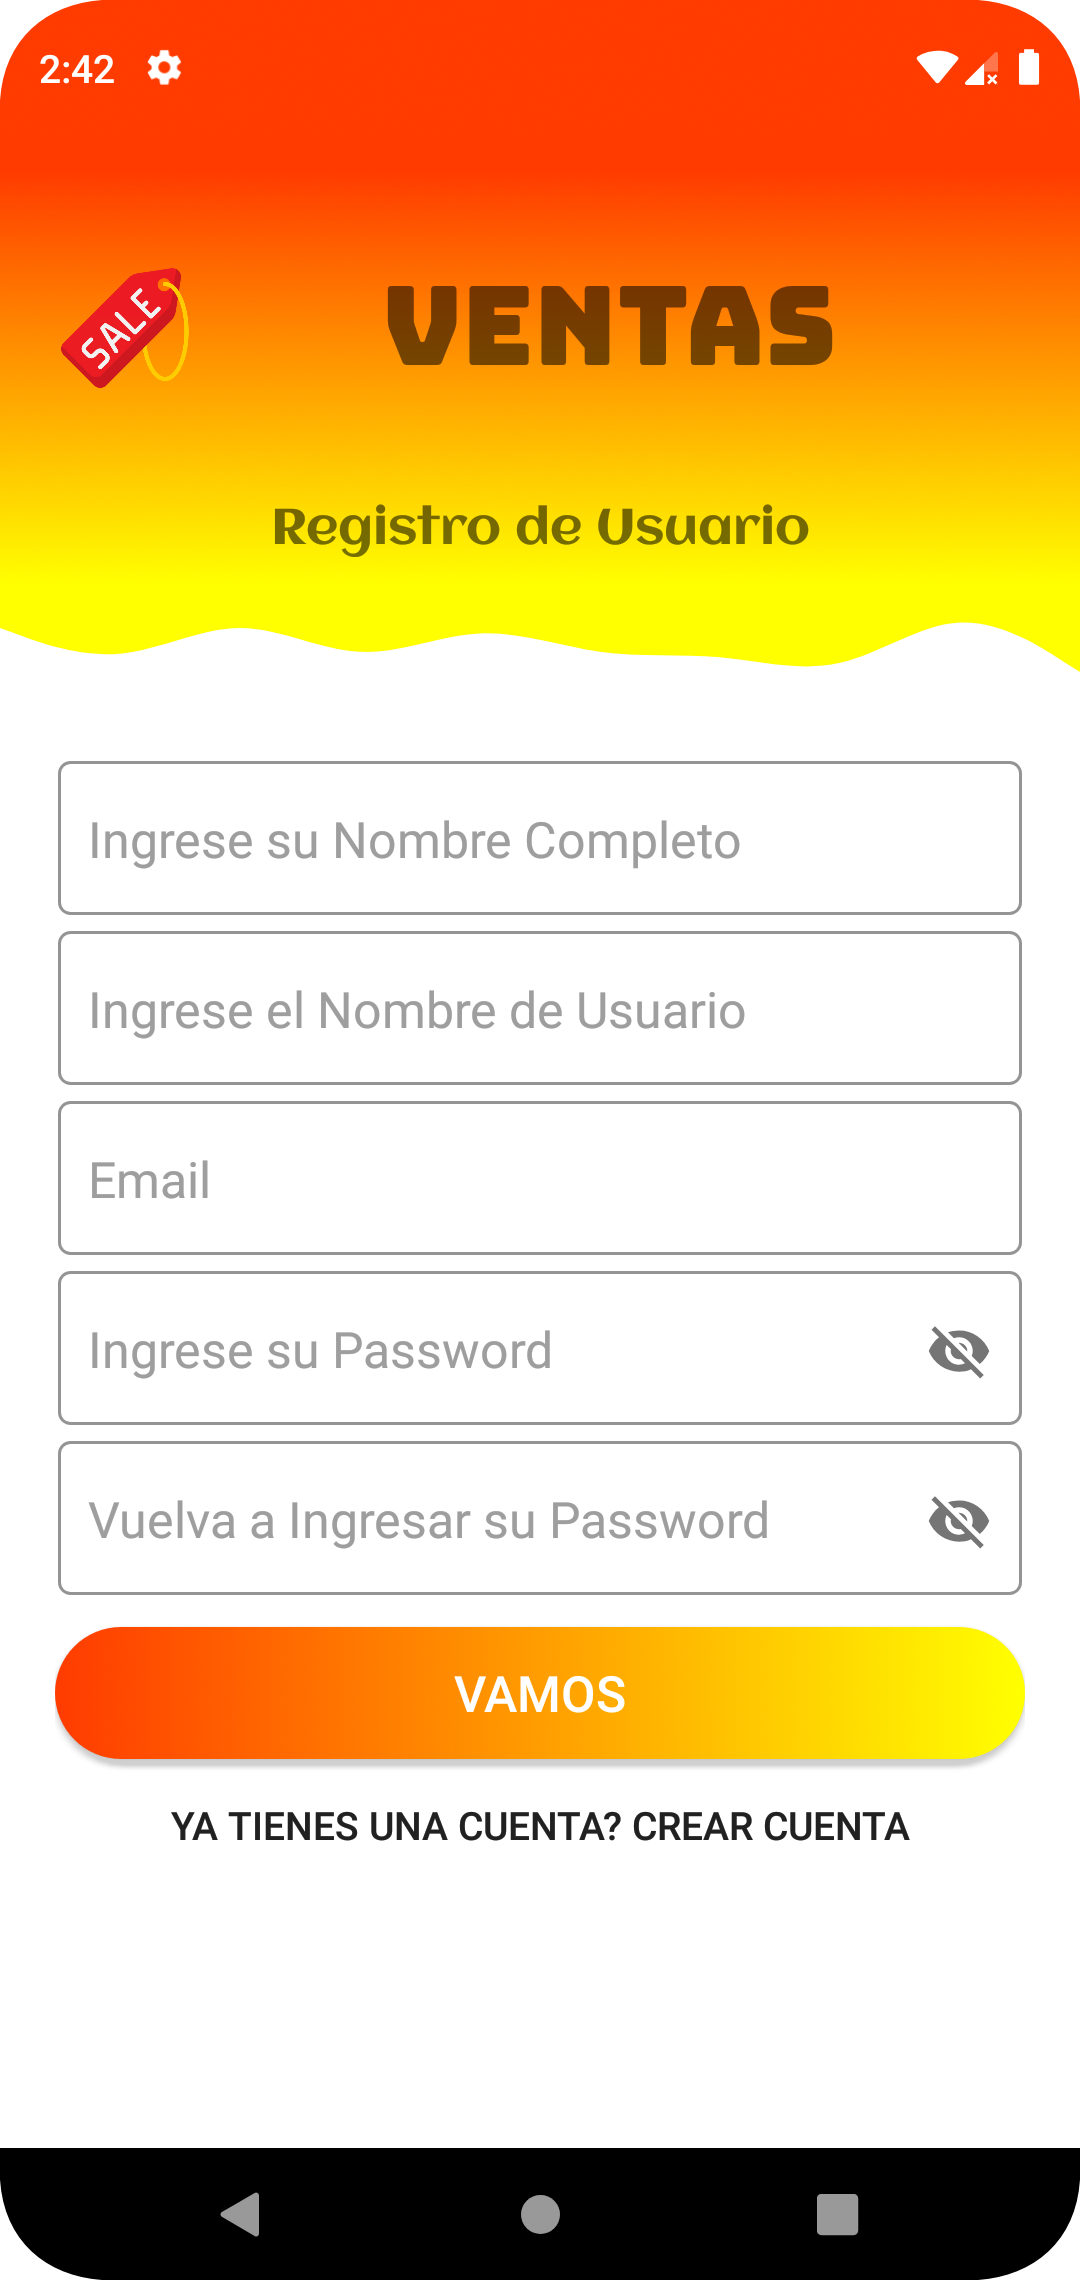 2:42
SALE
VENTAS
Registro de Usuario
Ingrese su Nombre Completo
Ingrese el Nombre de Usuario
Email
Ingrese su Password
Vuelva a Ingresar su Password
VAMOS
YA TIENES UNA CUENTA? CREAR CUENTA